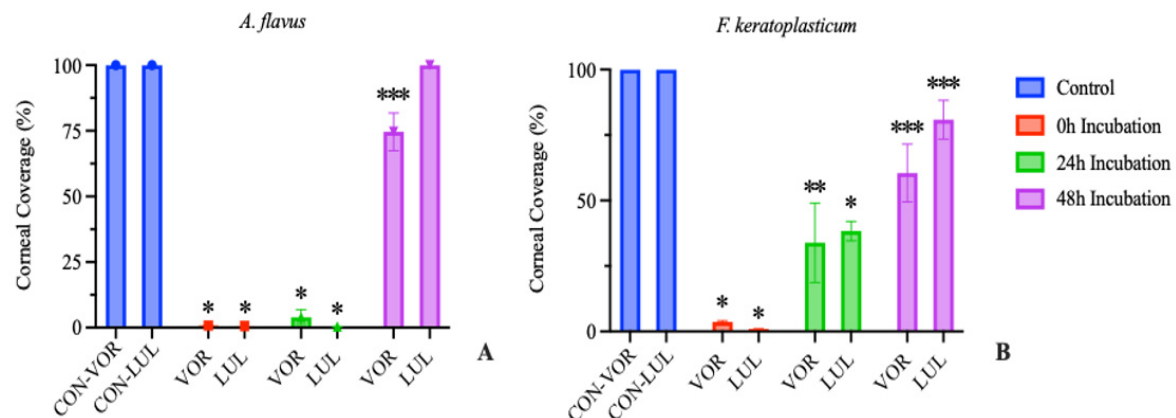 A. flavus
Corneal Coverage (%)
100
75
50
25
0
*
*
*
*
***
CON-VOR
CON-LUL
VOR
LUL
VOR
LUL
VOR
LUL
A
F. keratoplasticum
Corneal Coverage (%)
100
50
0
*
*
**
*
***
***
CON-VOR
CON-LUL
VOR
LUL
VOR
LUL
VOR
LUL
B
Control
0h Incubation
24h Incubation
48h Incubation